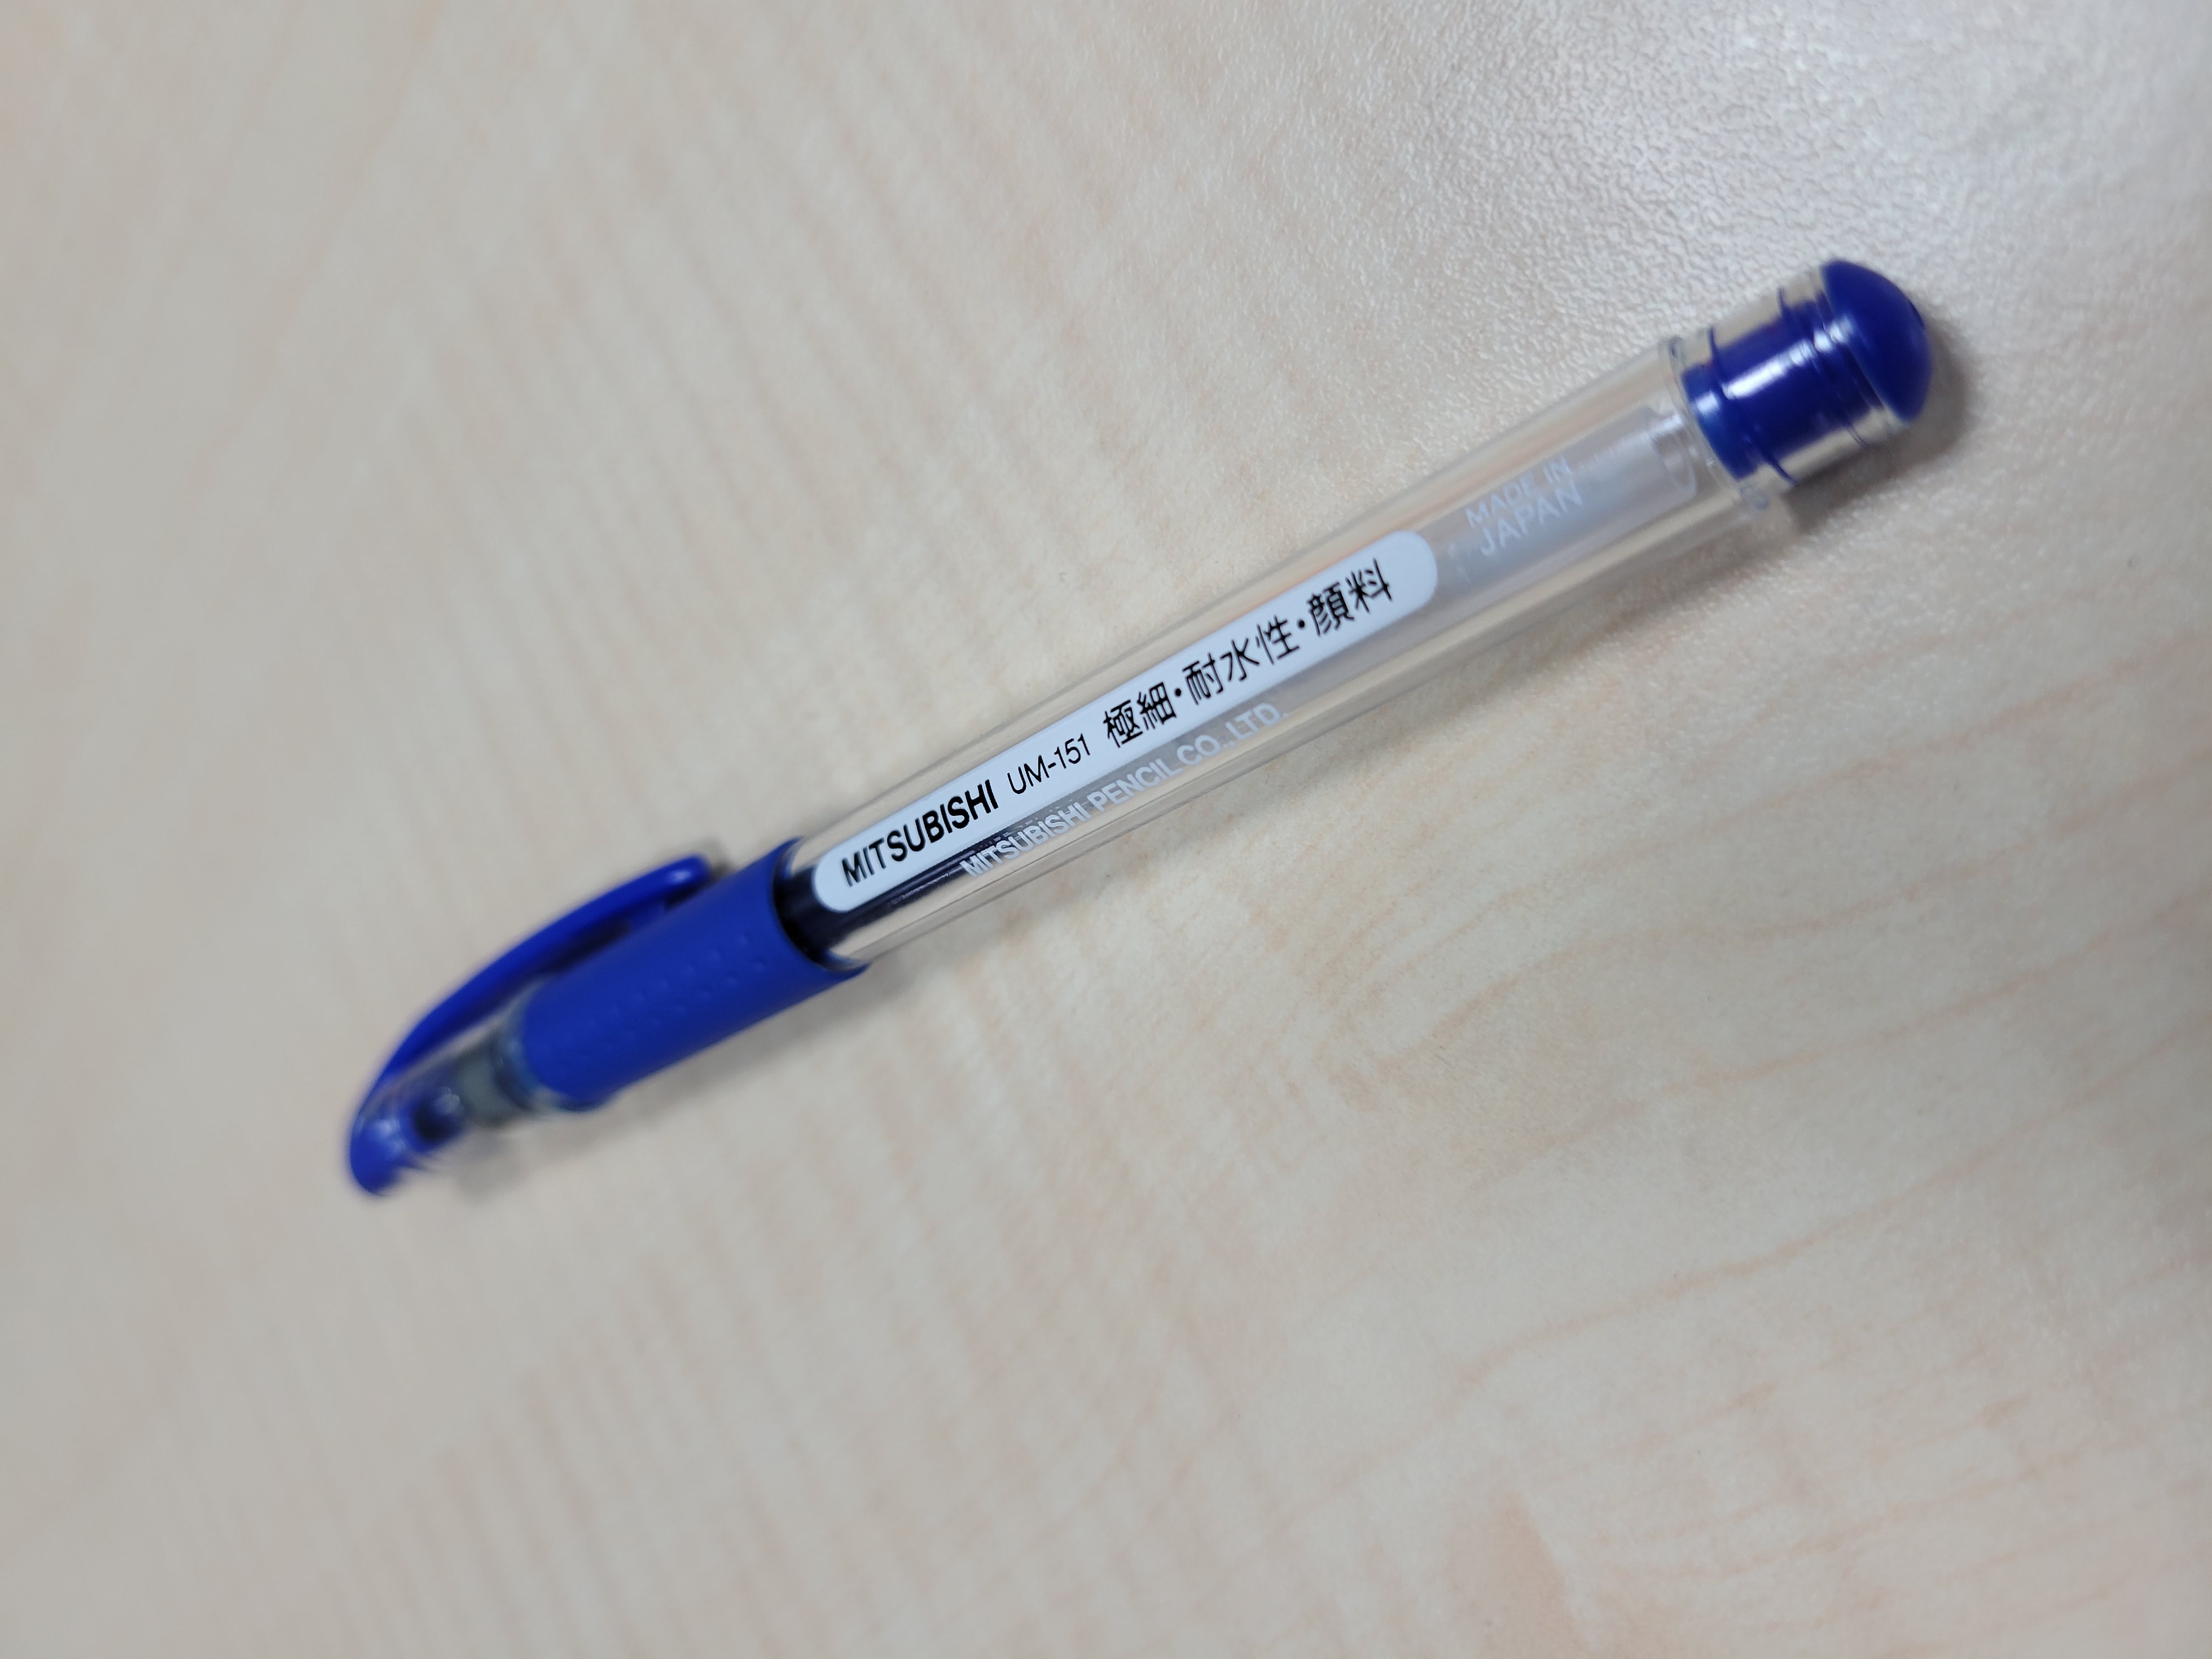 MITSUBISHI UM-151 極細・耐水性・顔料
MITSUBISHI PENCIL CO.,LTD.
MADE IN
JAPAN